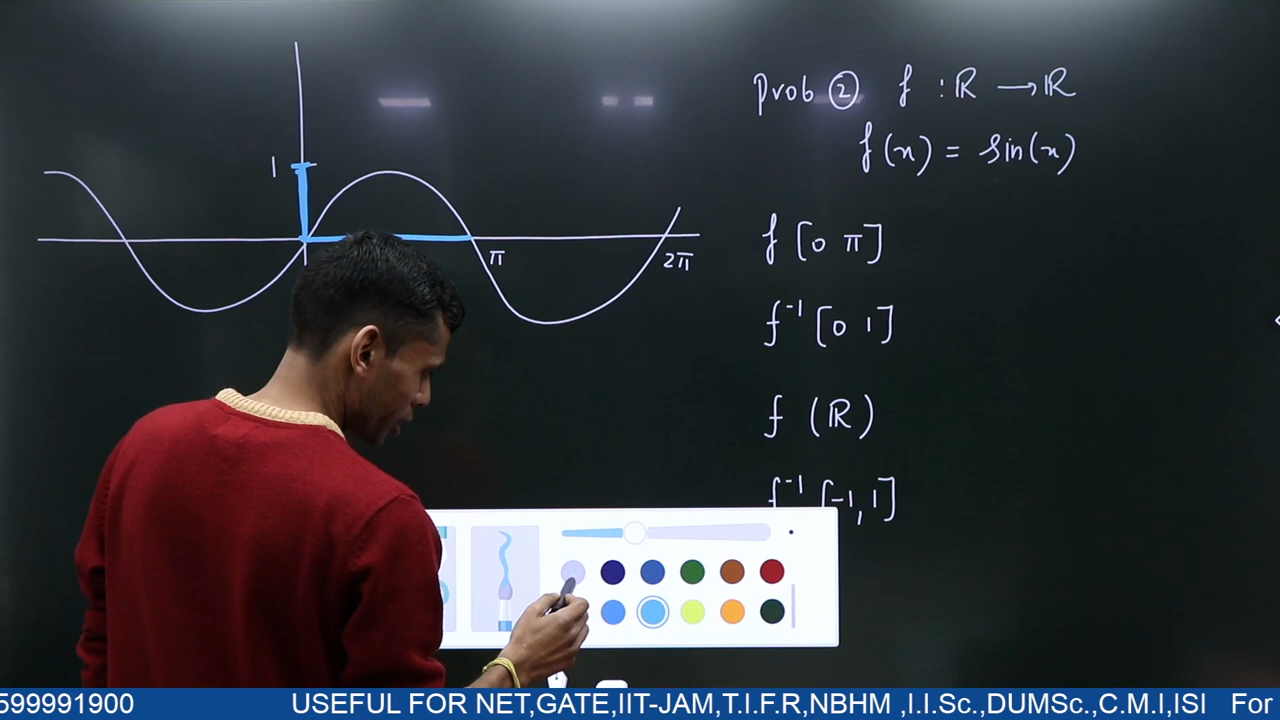 1
π
2π
Prob ② f : ℝ → ℝ
f(x) = sin(x)
f [0 π]
f⁻¹ [0 1]
f (ℝ)
f⁻¹ [-1, 1]
599991900 USEFUL FOR NET,GATE,IIT-JAM,T.I.F.R,NBHM ,I.I.Sc.,DUMSc.,C.M.I,ISI For